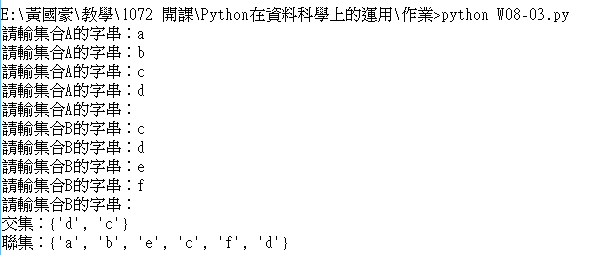 E:\黃國豪\教學\1072 開課\Python在資料科學上的運用\作業>python W08-03.py
請輸集合A的字串：a
請輸集合A的字串：b
請輸集合A的字串：c
請輸集合A的字串：d
請輸集合A的字串：
請輸集合B的字串：c
請輸集合B的字串：d
請輸集合B的字串：e
請輸集合B的字串：f
請輸集合B的字串：
交集：{'d', 'c'}
聯集：{'a', 'b', 'e', 'c', 'f', 'd'}